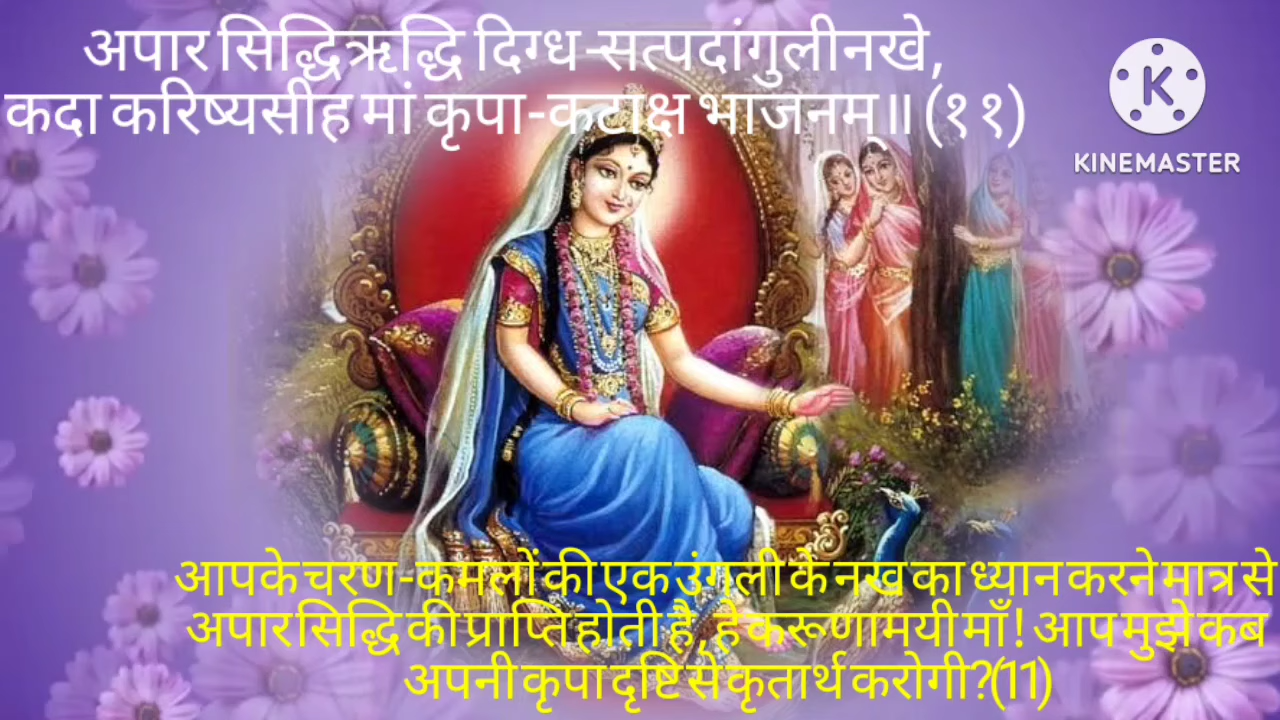 अपार सिद्धिऋद्धि दिग्ध -सत्पदांगुलीनखे,
कदा करिष्यसीह मां कृपा-कटाक्ष भाजनम्॥ (११)
K
KINEMASTER
आपके चरण-कमलों की एक उंगली के नख का ध्यान करने मात्र से
अपार सिद्धि की प्राप्ति होती है, हे करूणामयी माँ ! आप मुझे कब
अपनी कृपा दृष्टि से कृतार्थ करोगी?(11)